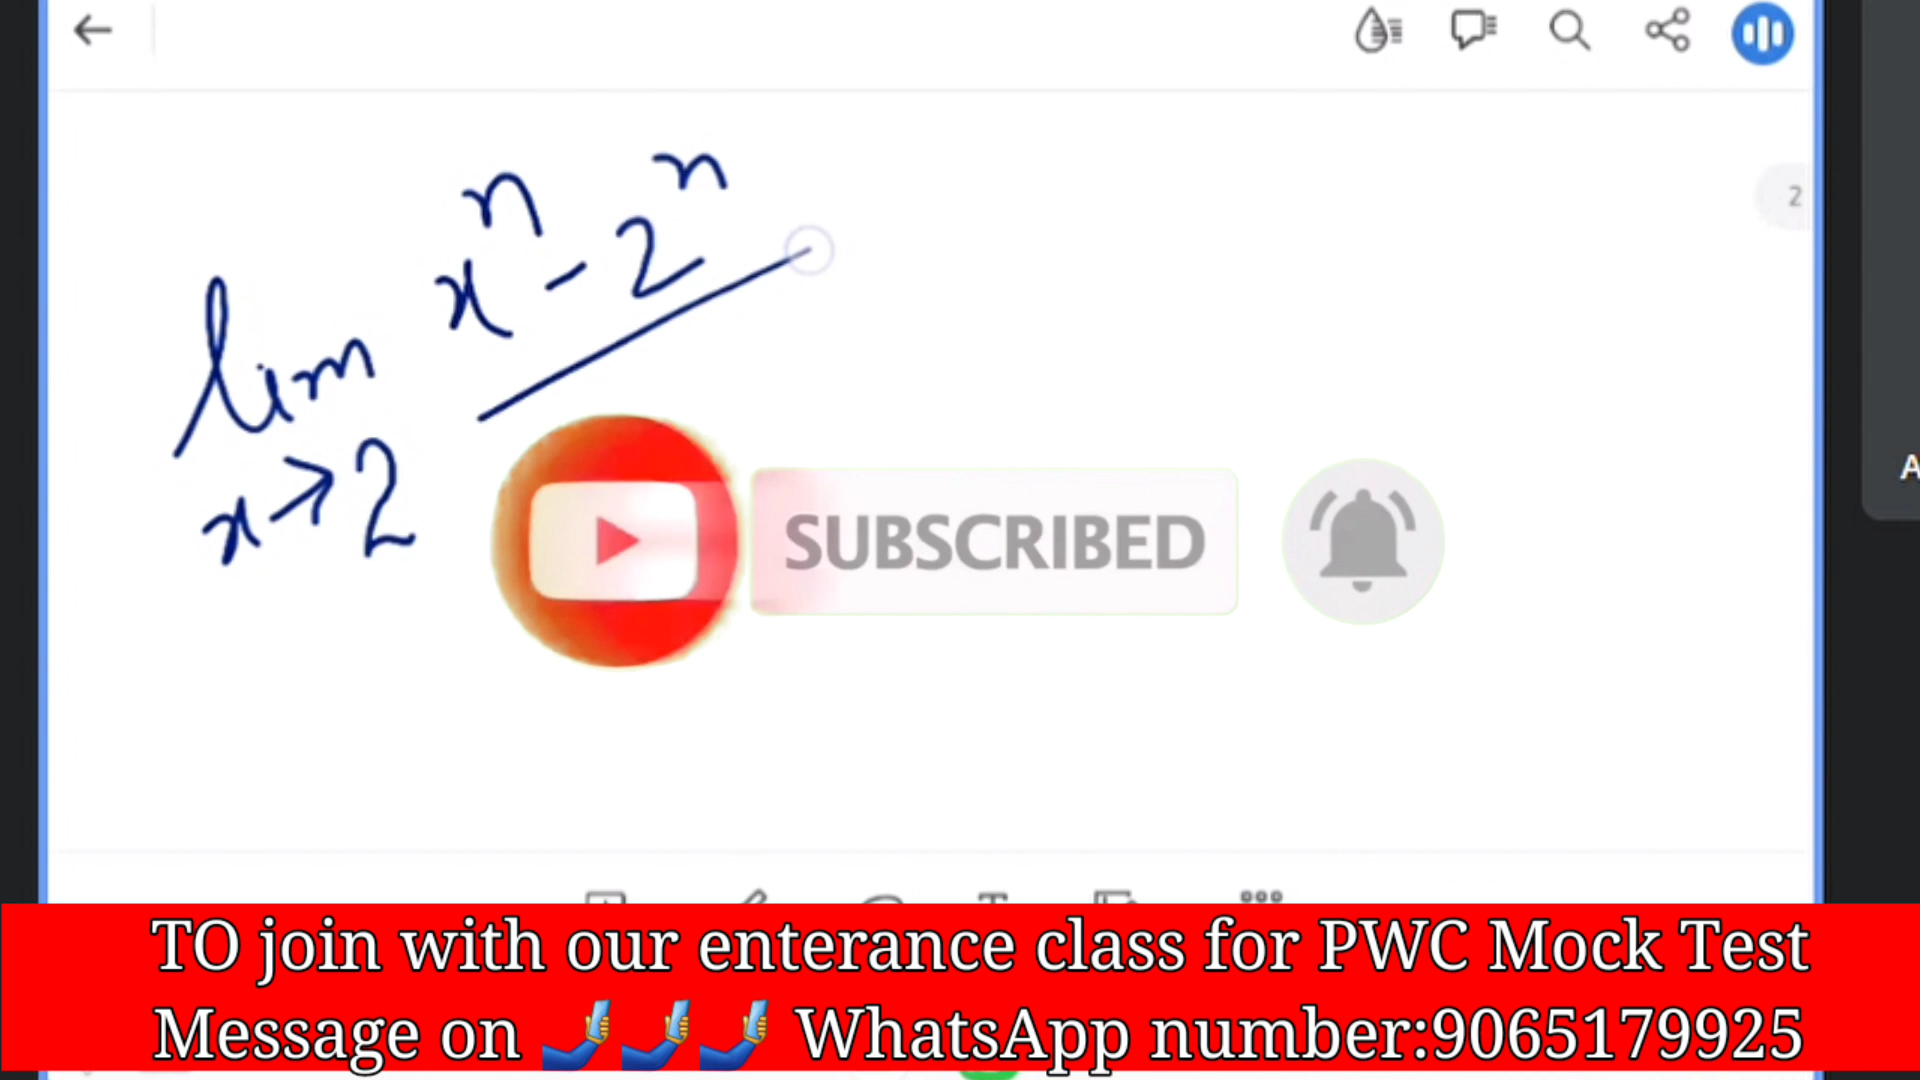 2
lim x^n - 2^n
x→2
SUBSCRIBED
A
TO join with our enterance class for PWC Mock Test
Message on 🤳🤳🤳 WhatsApp number:9065179925